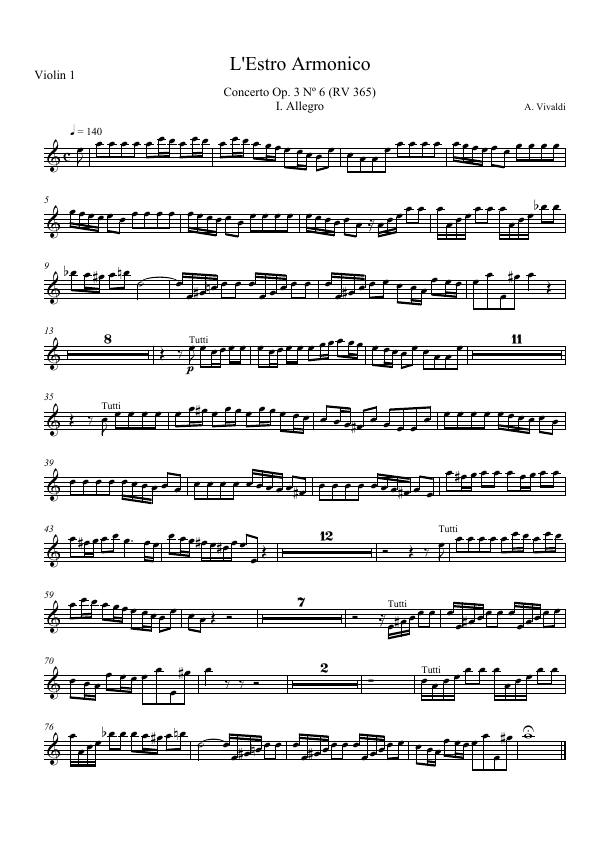 L'Estro Armonico
Violin 1
Concerto Op. 3 Nº 6 (RV 365)
I. Allegro
A. Vivaldi
♩ = 140
5
9
13
8
Tutti
p
11
35
Tutti
39
43
12
Tutti
59
7
Tutti
70
2
Tutti
76